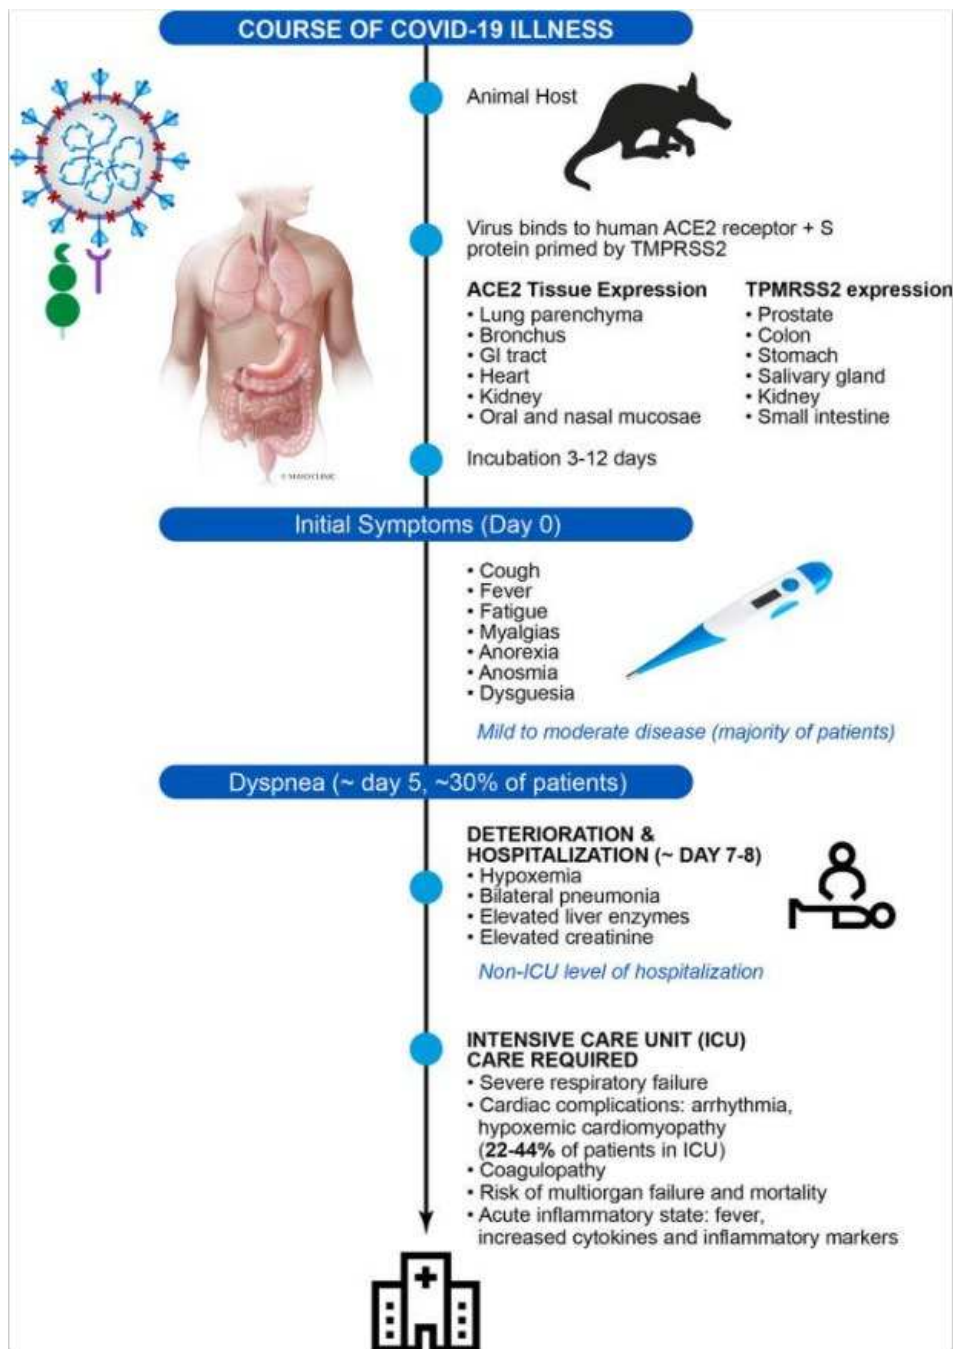 COURSE OF COVID-19 ILLNESS
Animal Host
Virus binds to human ACE2 receptor + S
protein primed by TMPRSS2
ACE2 Tissue Expression
• Lung parenchyma
• Bronchus
• GI tract
• Heart
• Kidney
• Oral and nasal mucosae
TPMRSS2 expression
• Prostate
• Colon
• Stomach
• Salivary gland
• Kidney
• Small intestine
© MAYO CLINIC
Incubation 3-12 days
Initial Symptoms (Day 0)
• Cough
• Fever
• Fatigue
• Myalgias
• Anorexia
• Anosmia
• Dysguesia
Mild to moderate disease (majority of patients)
Dyspnea (~ day 5, ~30% of patients)
DETERIORATION &
HOSPITALIZATION (~ DAY 7-8)
• Hypoxemia
• Bilateral pneumonia
• Elevated liver enzymes
• Elevated creatinine
Non-ICU level of hospitalization
INTENSIVE CARE UNIT (ICU)
CARE REQUIRED
• Severe respiratory failure
• Cardiac complications: arrhythmia,
hypoxemic cardiomyopathy
(22-44% of patients in ICU)
• Coagulopathy
• Risk of multiorgan failure and mortality
• Acute inflammatory state: fever,
increased cytokines and inflammatory markers